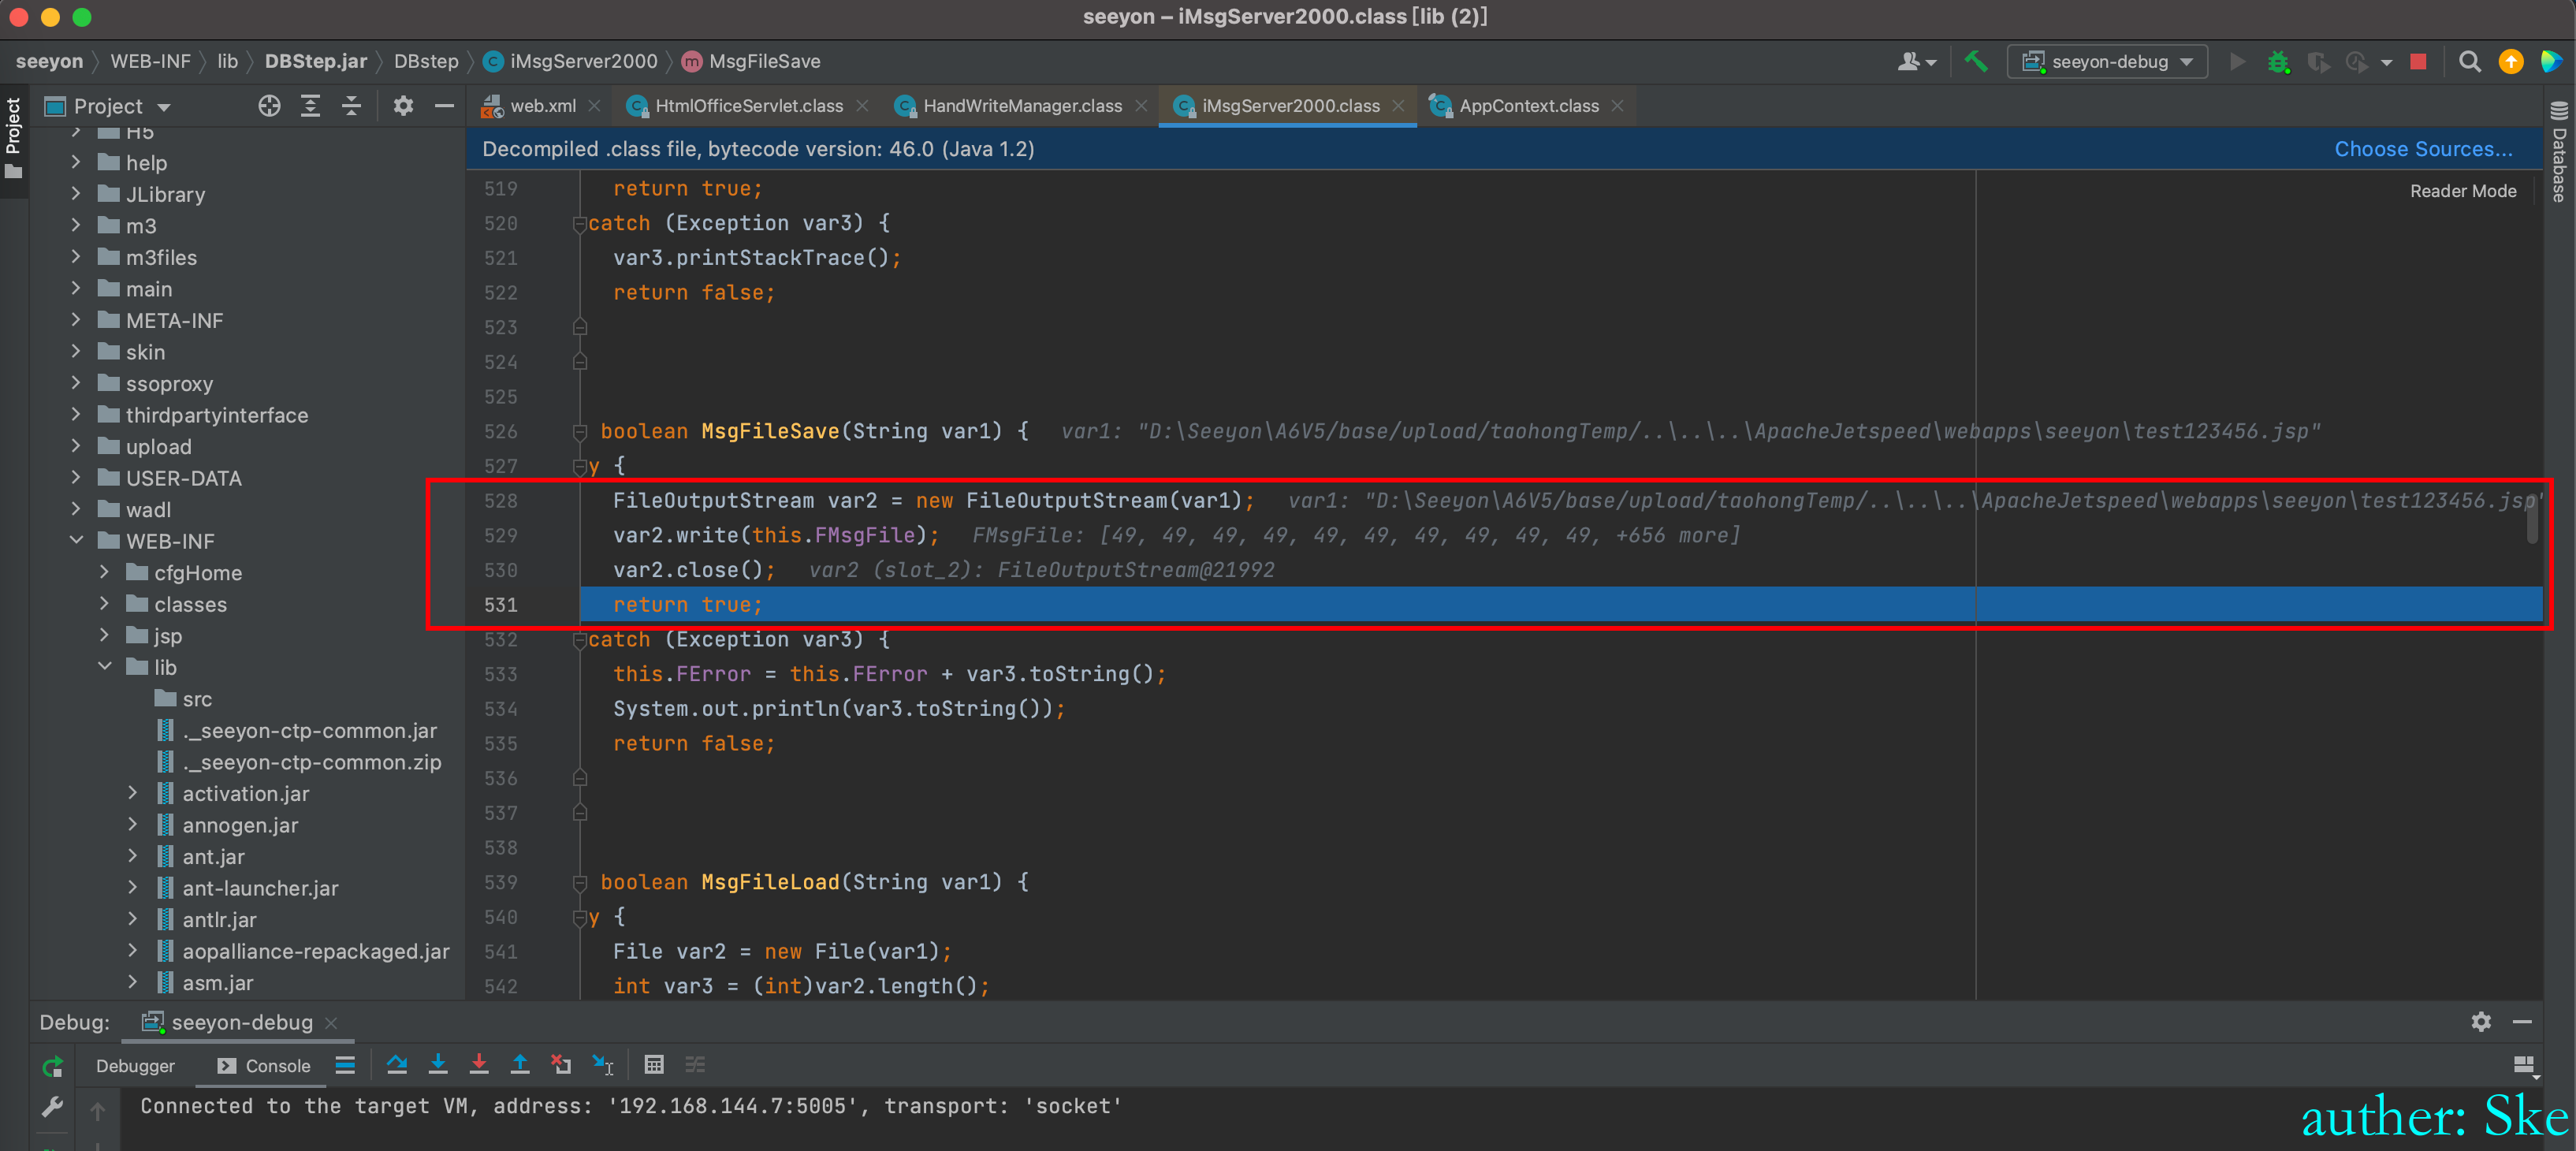 seeyon – iMsgServer2000.class [lib (2)]
seeyon WEB-INF lib DBStep.jar DBstep iMsgServer2000 m MsgFileSave
seeyon-debug
Project
web.xml HtmlOfficeServlet.class HandWriteManager.class iMsgServer2000.class AppContext.class
Project
Database
Decompiled .class file, bytecode version: 46.0 (Java 1.2)
Choose Sources...
Reader Mode
H5
help
JLibrary
m3
m3files
main
META-INF
skin
ssoproxy
thirdpartyinterface
upload
USER-DATA
wadl
WEB-INF
cfgHome
classes
jsp
lib
src
._seeyon-ctp-common.jar
._seeyon-ctp-common.zip
activation.jar
annogen.jar
ant.jar
ant-launcher.jar
antlr.jar
aopalliance-repackaged.jar
asm.jar
519 return true;
520 catch (Exception var3) {
521 var3.printStackTrace();
522 return false;
523
524
525
526 boolean MsgFileSave(String var1) { var1: "D:\Seeyon\A6V5/base/upload/taohongTemp/..\..\..\ApacheJetspeed\webapps\seeyon\test123456.jsp"
527 y {
528 FileOutputStream var2 = new FileOutputStream(var1); var1: "D:\Seeyon\A6V5/base/upload/taohongTemp/..\..\..\ApacheJetspeed\webapps\seeyon\test123456.jsp"
529 var2.write(this.FMsgFile); FMsgFile: [49, 49, 49, 49, 49, 49, 49, 49, 49, 49, +656 more]
530 var2.close(); var2 (slot_2): FileOutputStream@21992
531 return true;
532 catch (Exception var3) {
533 this.FError = this.FError + var3.toString();
534 System.out.println(var3.toString());
535 return false;
536
537
538
539 boolean MsgFileLoad(String var1) {
540 y {
541 File var2 = new File(var1);
542 int var3 = (int)var2.length();
Debug: seeyon-debug
Debugger Console
Connected to the target VM, address: '192.168.144.7:5005', transport: 'socket'
auther: Ske